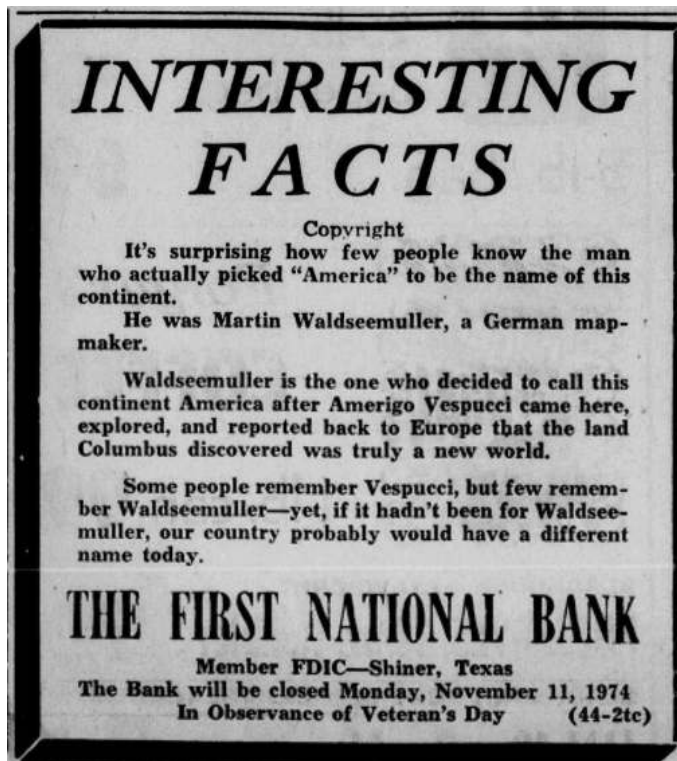 INTERESTING
FACTS
Copyright
It's surprising how few people know the man
who actually picked "America" to be the name of this
continent.
He was Martin Waldseemuller, a German map-
maker.
Waldseemuller is the one who decided to call this
continent America after Amerigo Vespucci came here,
explored, and reported back to Europe that the land
Columbus discovered was truly a new world.
Some people remember Vespucci, but few remem-
ber Waldseemuller—yet, if it hadn't been for Waldsee-
muller, our country probably would have a different
name today.
THE FIRST NATIONAL BANK
Member FDIC—Shiner, Texas
The Bank will be closed Monday, November 11, 1974
In Observance of Veteran's Day (44-2tc)